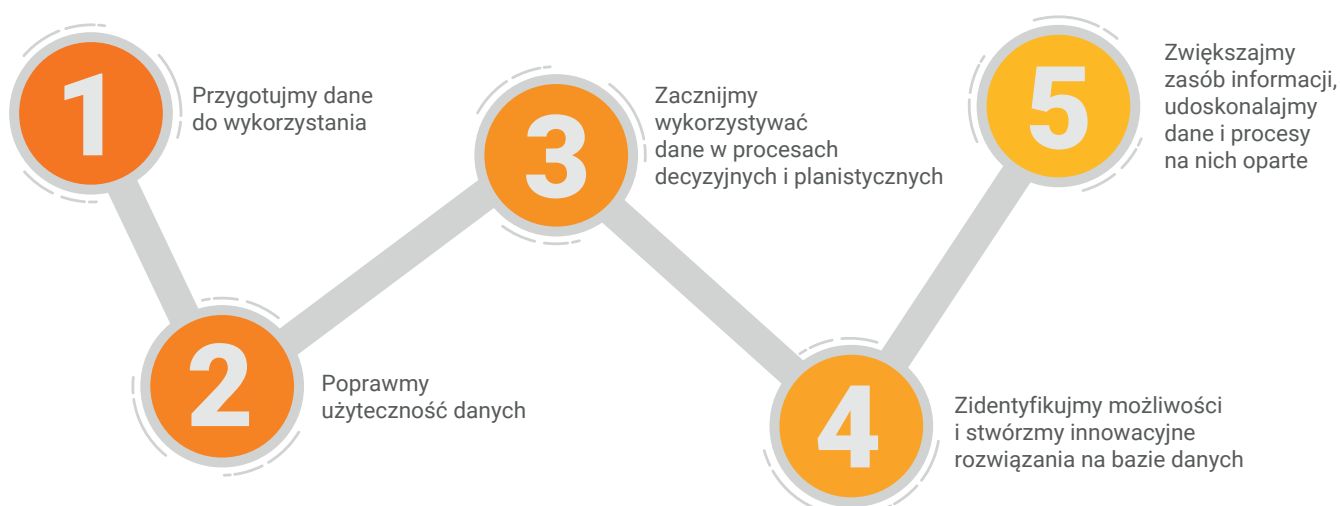 1
Przygotujmy dane
do wykorzystania
2
Poprawmy
użyteczność danych
3
Zacznijmy
wykorzystywać
dane w procesach
decyzyjnych i planistycznych
4
Zidentyfikujmy możliwości
i stwórzmy innowacyjne
rozwiązania na bazie danych
5
Zwiększajmy
zasób informacji,
udoskonalajmy
dane i procesy
na nich oparte